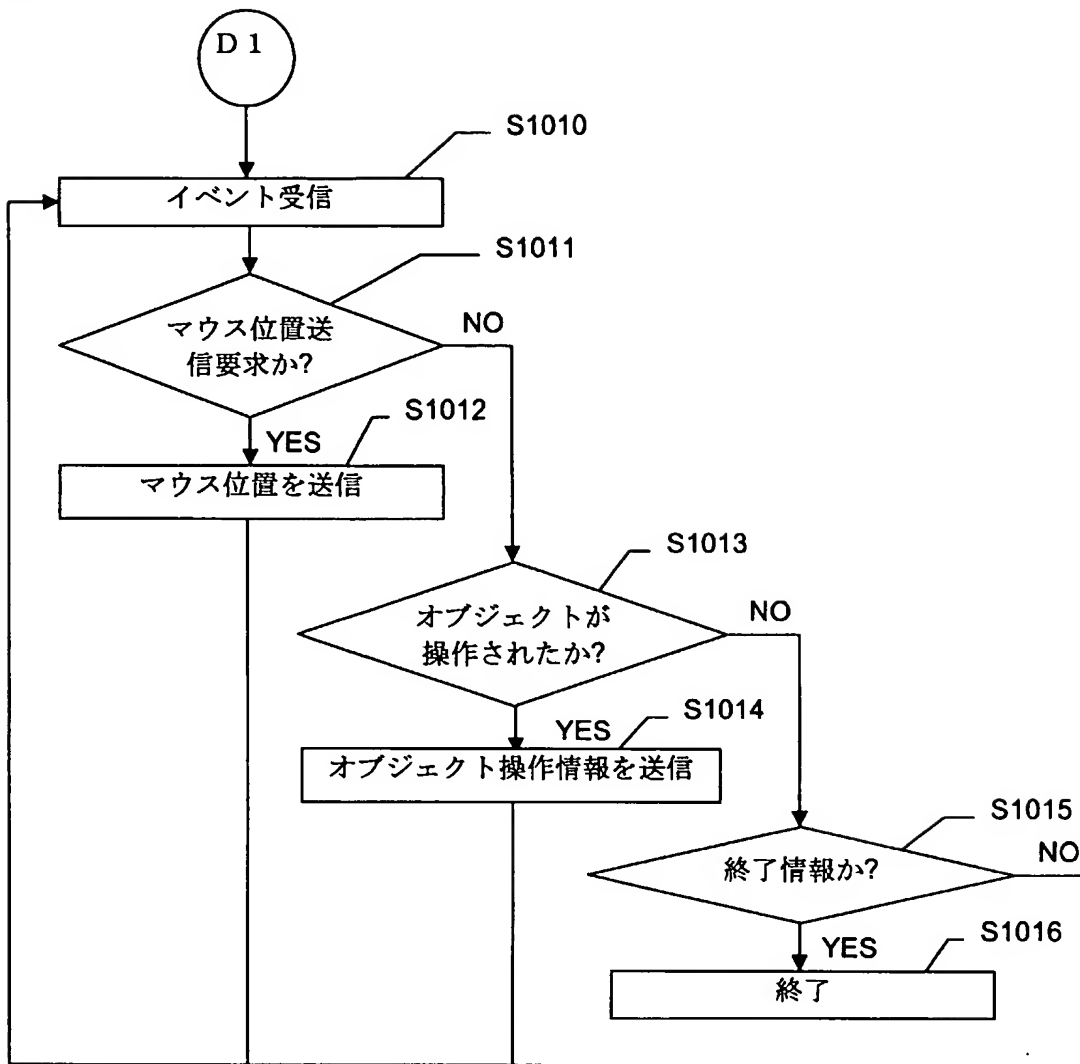 D 1
S1010
イベント受信
S1011
マウス位置送
信要求か?
NO
S1012
YES
マウス位置を送信
S1013
オブジェクトが
操作されたか?
NO
S1014
YES
オブジェクト操作情報を送信
S1015
終了情報か?
NO
S1016
YES
終了